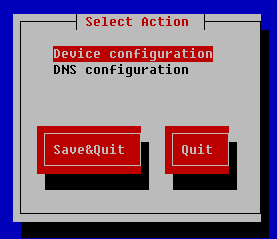 Select Action
Device configuration
DNS configuration
Save&Quit Quit